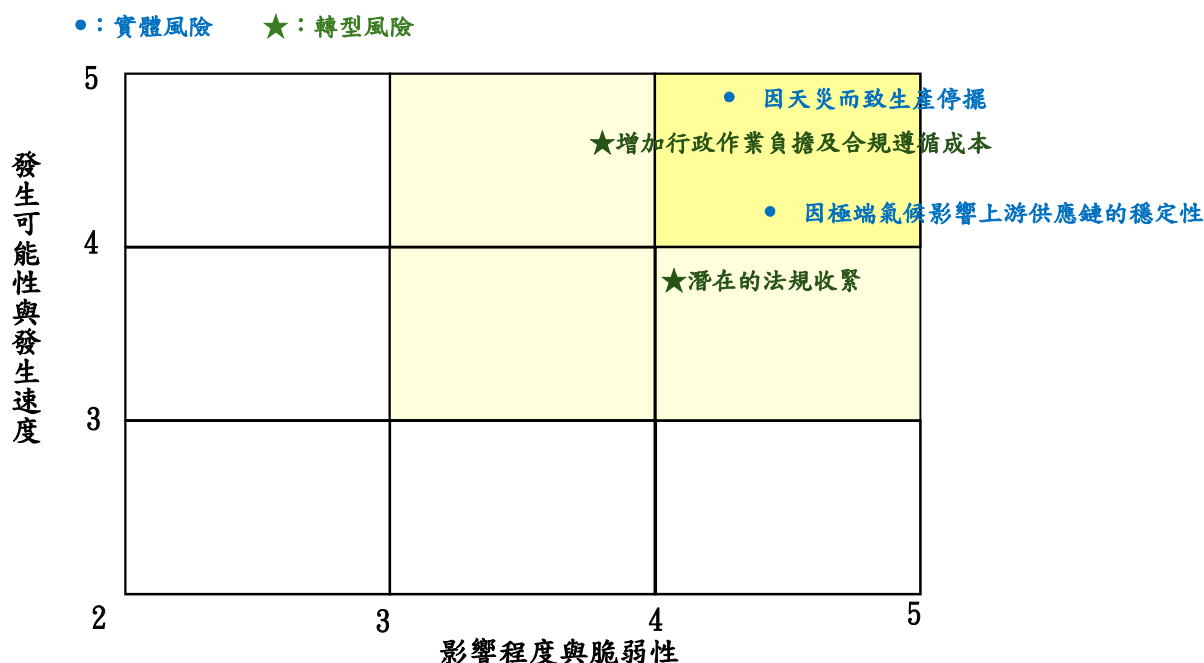 ●：實體風險 ★：轉型風險
5
因天災而致生產停擺
★增加行政作業負擔及合規遵循成本
發生可能性與發生速度
因極端氣候影響上游供應鏈的穩定性
4
★潛在的法規收緊
3
2 3 4 5
影響程度與脆弱性